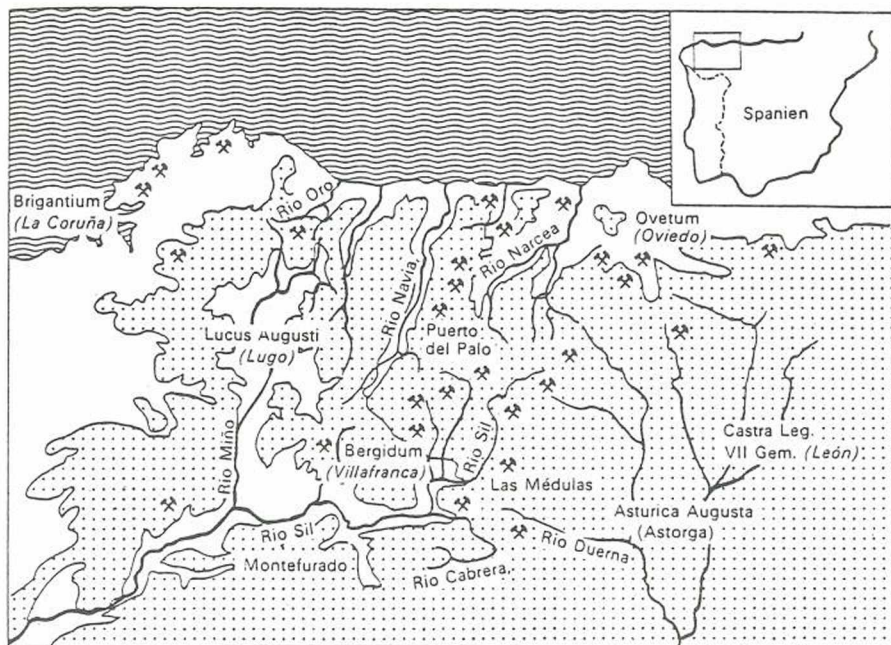 Spanien
Brigantium
(La Coruña)
Rio Oro
Ovetum
(Oviedo)
Rio Narcea
Rio Navia
Lucus Augusti
(Lugo)
Puerto
del Palo
Rio Miño
Bergidum
(Villafranca)
Rio Sil
Castra Leg.
VII Gem. (León)
Las Médulas
Asturica Augusta
(Astorga)
Rio Sil
Rio Duerna
Montefurado
Rio Cabrera